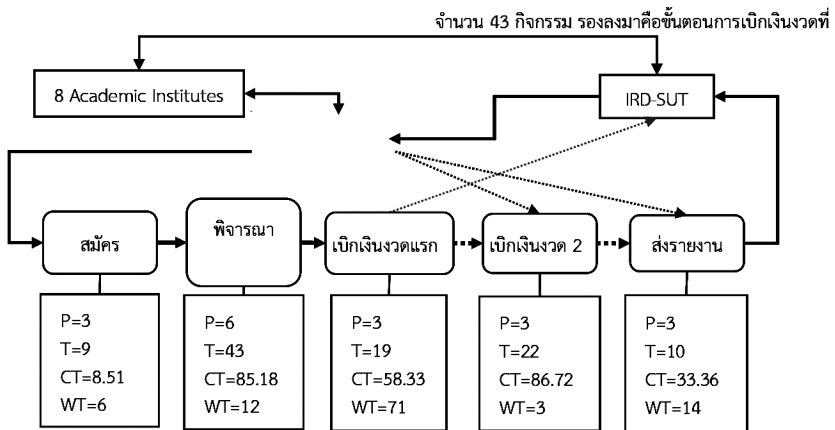 จำนวน 43 กิจกรรม รองลงมาคือขั้นตอนการเบิกเงินงวดที่
8 Academic Institutes
IRD-SUT
สมัคร
พิจารณา
เบิกเงินงวดแรก
เบิกเงินงวด 2
ส่งรายงาน
P=3
T=9
CT=8.51
WT=6
P=6
T=43
CT=85.18
WT=12
P=3
T=19
CT=58.33
WT=71
P=3
T=22
CT=86.72
WT=3
P=3
T=10
CT=33.36
WT=14